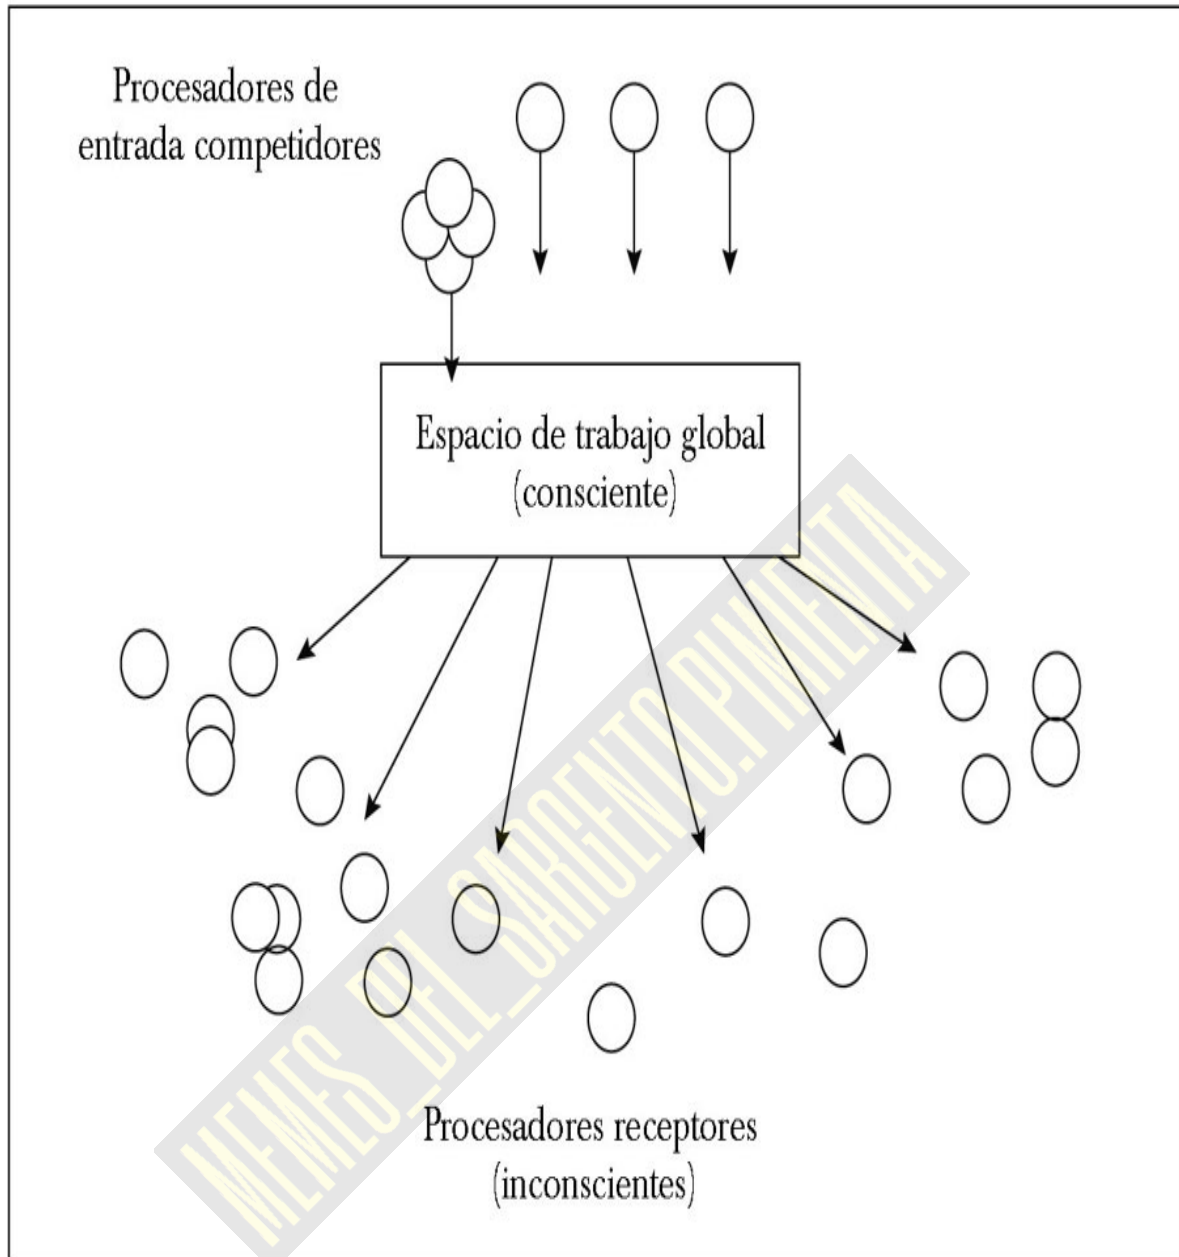 Procesadores de
entrada competidores
Espacio de trabajo global
(consciente)
MEMES_DEL_SARGENTO.PIMIENTA
Procesadores receptores
(inconscientes)